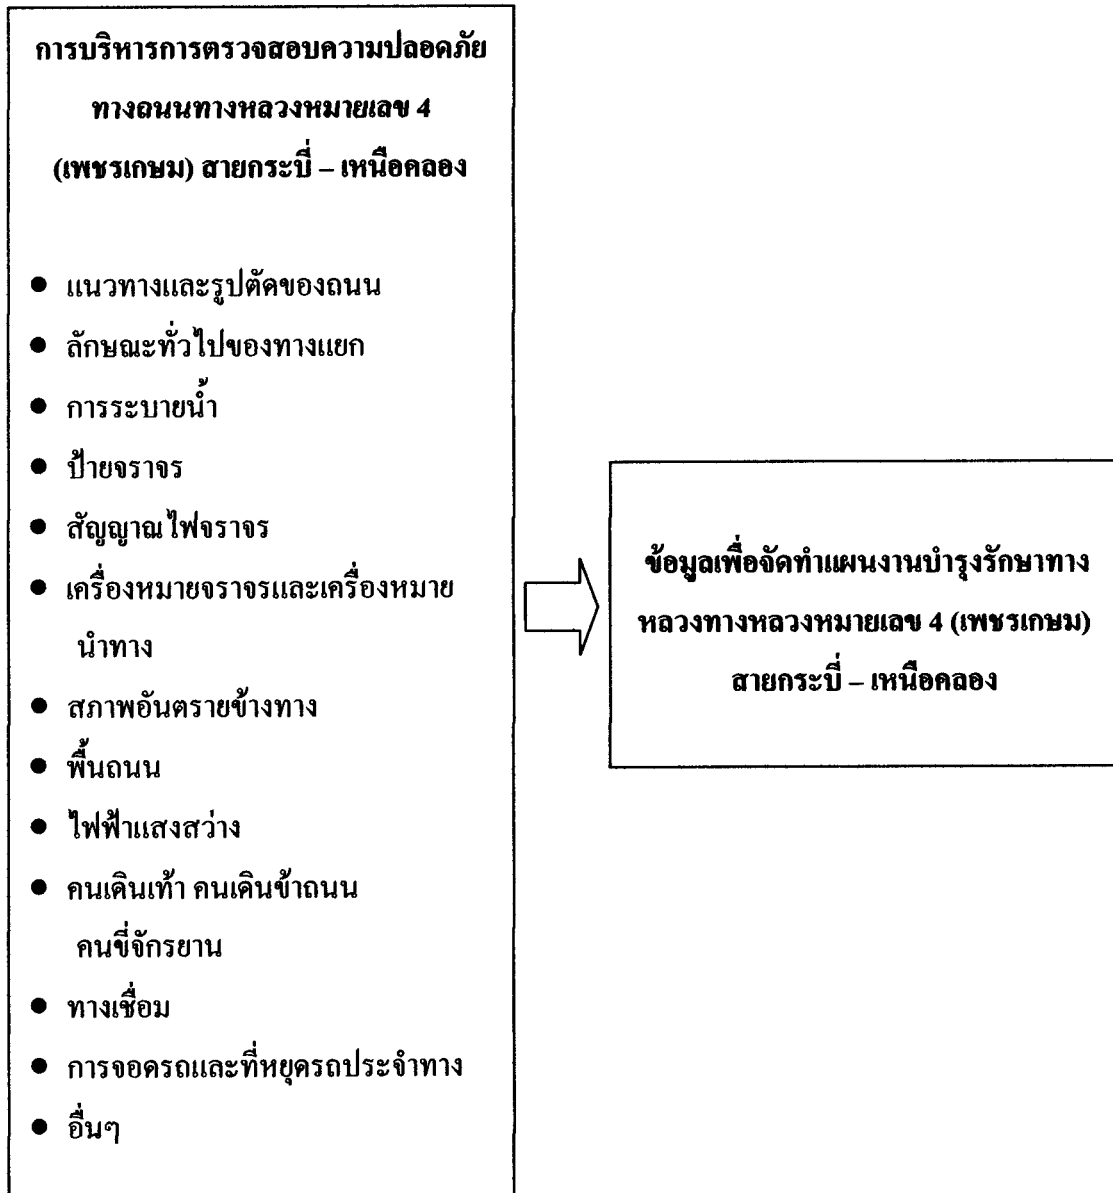 การบริหารการตรวจสอบความปลอดภัย
ทางถนนทางหลวงหมายเลข 4
(เพชรเกษม) สายกระบี่ – เหนือคลอง
● แนวทางและรูปตัดของถนน
● ลักษณะทั่วไปของทางแยก
● การระบายน้ำ
● ป้ายจราจร
● สัญญาณไฟจราจร
● เครื่องหมายจราจรและเครื่องหมาย
นำทาง
● สภาพอันตรายข้างทาง
● พื้นถนน
● ไฟฟ้าแสงสว่าง
● คนเดินเท้า คนเดินข้าถนน
คนขี่จักรยาน
● ทางเชื่อม
● การจอดรถและที่หยุดรถประจำทาง
● อื่นๆ
ข้อมูลเพื่อจัดทำแผนงานบำรุงรักษาทาง
หลวงทางหลวงหมายเลข 4 (เพชรเกษม)
สายกระบี่ – เหนือคลอง